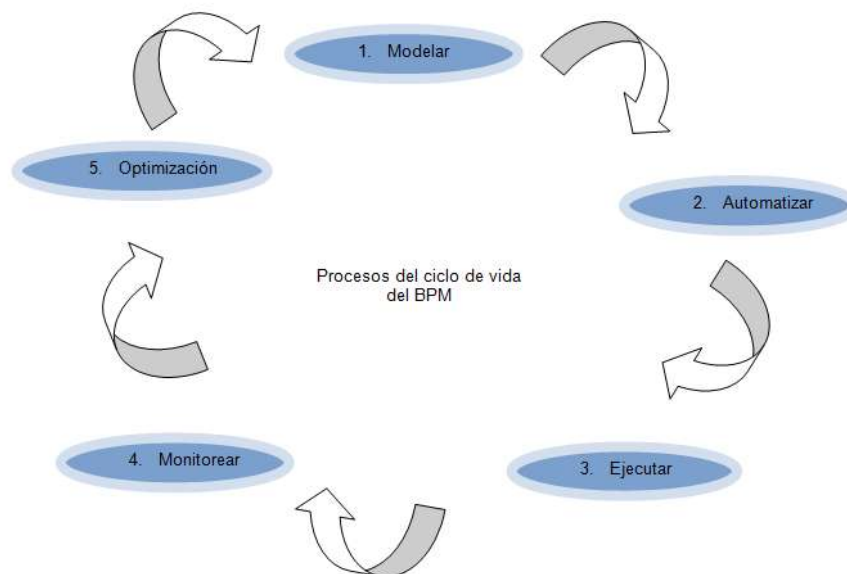 1. Modelar
2. Automatizar
3. Ejecutar
4. Monitorear
5. Optimización
Procesos del ciclo de vida
del BPM